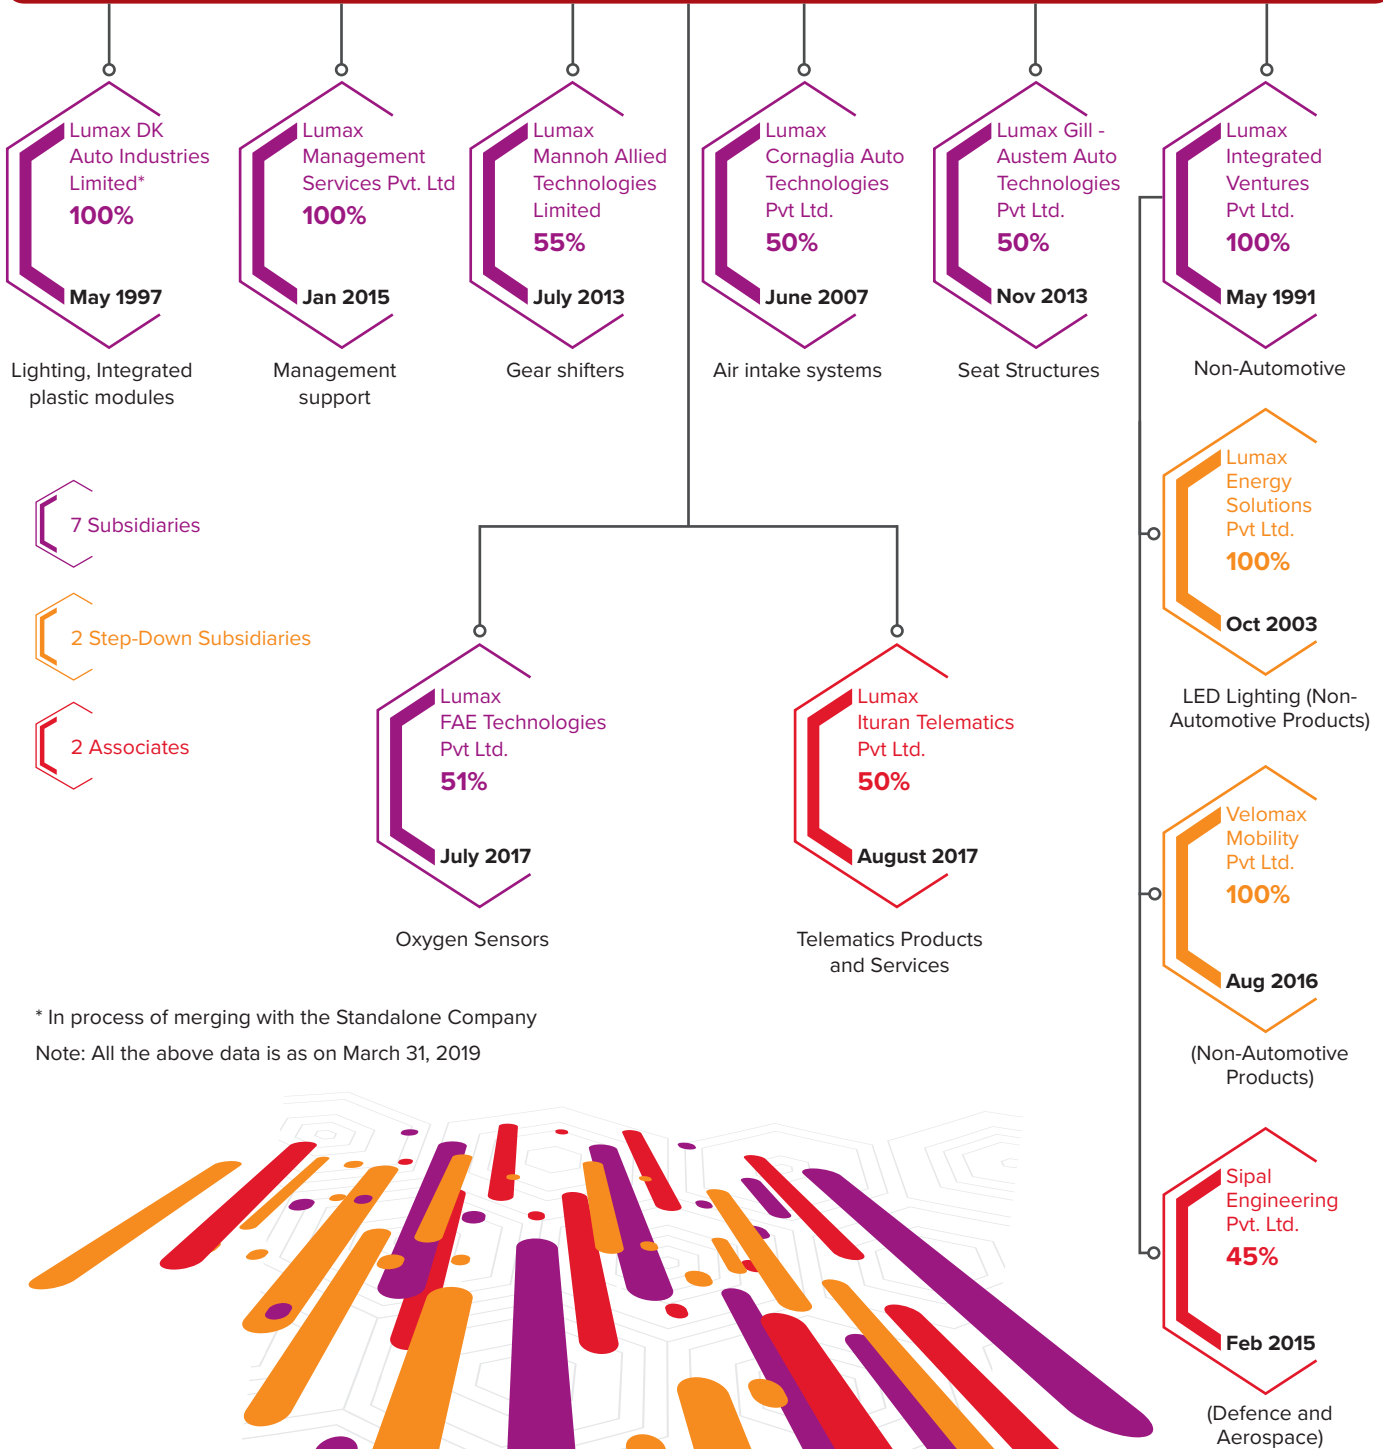 Lumax DK
Auto Industries
Limited*
100%
May 1997
Lighting, Integrated
plastic modules
Lumax
Management
Services Pvt. Ltd
100%
Jan 2015
Management
support
Lumax
Mannoh Allied
Technologies
Limited
55%
July 2013
Gear shifters
Lumax
Cornaglia Auto
Technologies
Pvt Ltd.
50%
June 2007
Air intake systems
Lumax Gill -
Austem Auto
Technologies
Pvt Ltd.
50%
Nov 2013
Seat Structures
Lumax
Integrated
Ventures
Pvt Ltd.
100%
May 1991
Non-Automotive
7 Subsidiaries
2 Step-Down Subsidiaries
2 Associates
Lumax
FAE Technologies
Pvt Ltd.
51%
July 2017
Oxygen Sensors
Lumax
Ituran Telematics
Pvt Ltd.
50%
August 2017
Telematics Products
and Services
Lumax
Energy
Solutions
Pvt Ltd.
100%
Oct 2003
LED Lighting (Non-
Automotive Products)
Velomax
Mobility
Pvt Ltd.
100%
Aug 2016
(Non-Automotive
Products)
Sipal
Engineering
Pvt. Ltd.
45%
Feb 2015
(Defence and
Aerospace)
* In process of merging with the Standalone Company
Note: All the above data is as on March 31, 2019